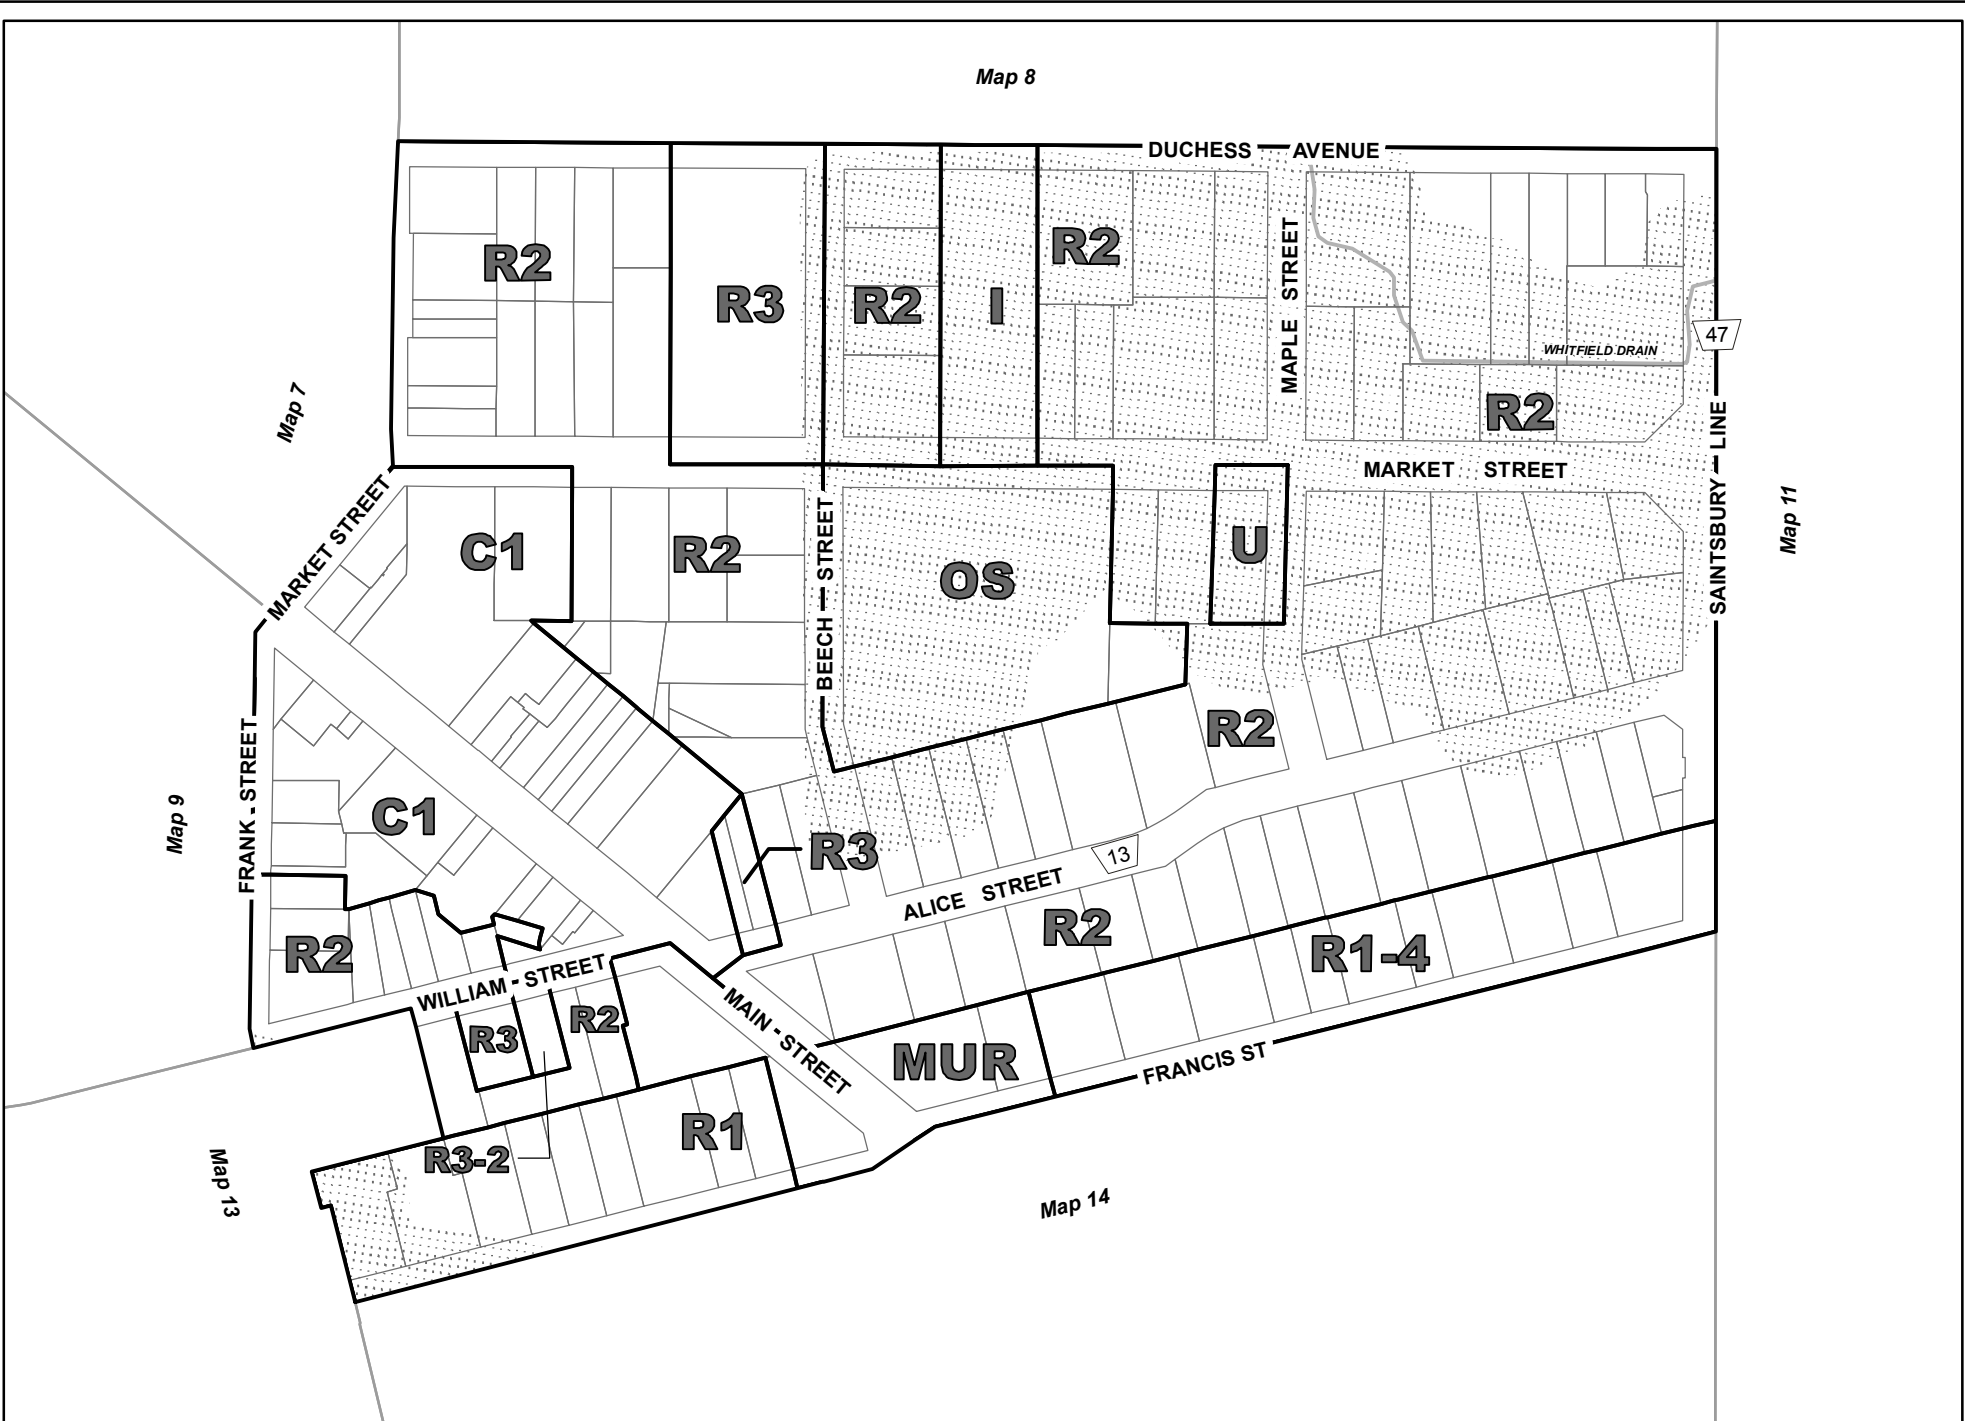 Map 8
DUCHESS AVENUE
R2
R3
R2
I
R2
MAPLE STREET
WHITFIELD DRAIN
47
R2
Map 7
MARKET STREET
MARKET STREET
SAINTSBURY LINE
Map 11
C1
R2
BEECH STREET
OS
U
R2
FRANK STREET
Map 9
C1
R3
13
ALICE STREET
R2
R1-4
R2
WILLIAM STREET
R3
R2
MAIN STREET
MUR
FRANCIS ST
R1
R3-2
Map 13
Map 14